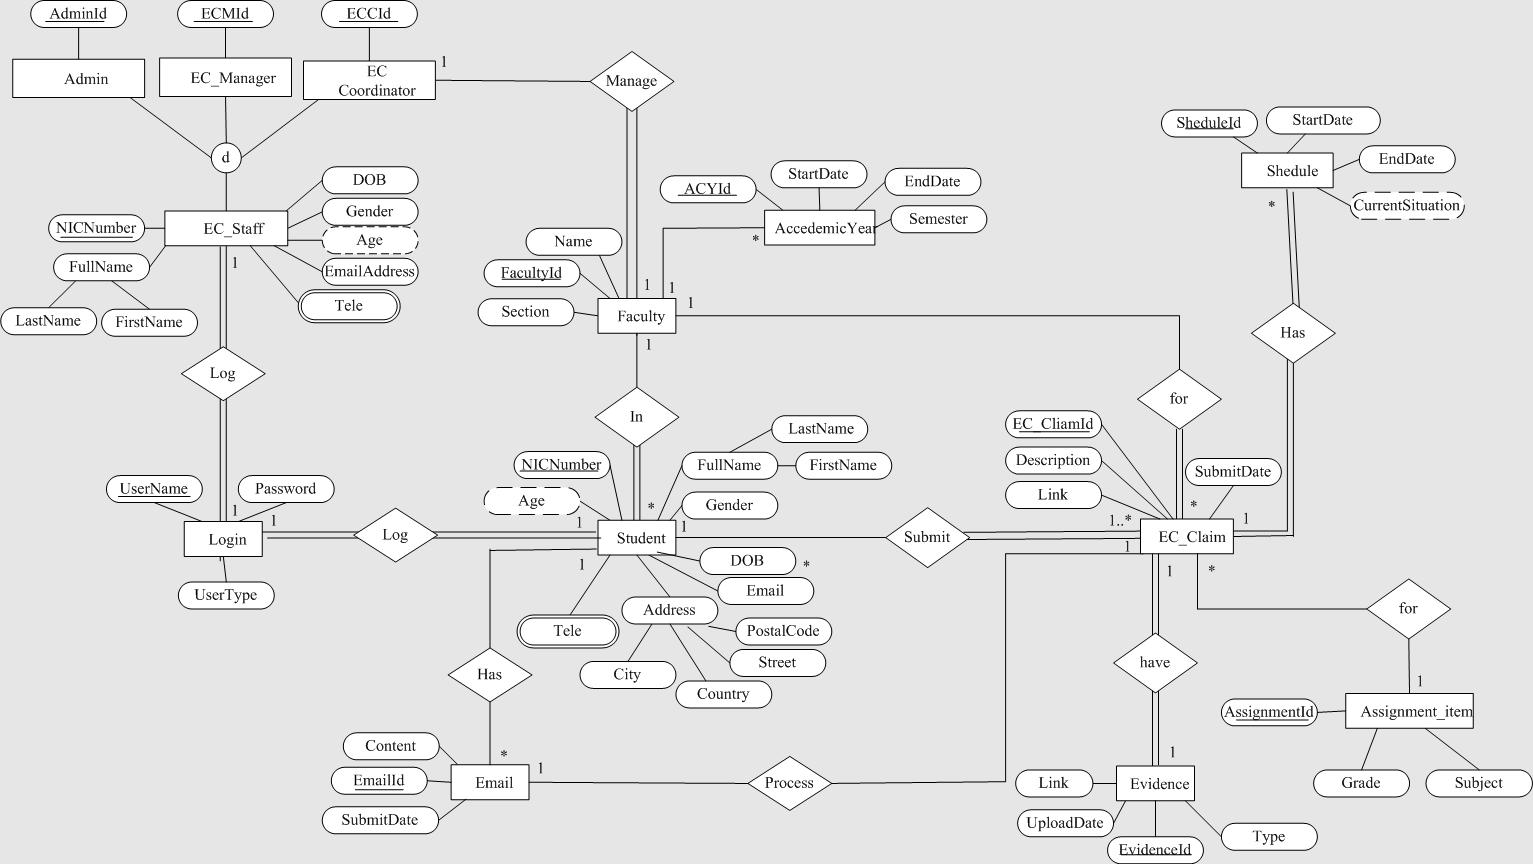 AdminId
ECMId
ECCId
Admin
EC_Manager
EC
Coordinator
1
Manage
d
SheduleId
StartDate
Shedule
EndDate
CurrentSituation
*
DOB
Gender
Age
EmailAddress
Tele
NICNumber
EC_Staff
FullName
LastName
FirstName
1
ACYId
StartDate
EndDate
Semester
AccedemicYear
*
Name
FacultyId
Section
Faculty
1
1
1
1
Has
Log
for
In
EC_CliamId
Description
Link
SubmitDate
LastName
FullName
FirstName
NICNumber
Age
Gender
*
UserName
Password
1
1
Login
UserType
Log
1
Student
1
1
Submit
1..*
*
EC_Claim
1
1
1
*
DOB
*
Email
Address
PostalCode
Street
Country
City
Tele
Has
have
for
1
AssignmentId
Assignment_item
Grade
Subject
Content
EmailId
SubmitDate
*
Email
1
Process
1
Link
Evidence
UploadDate
EvidenceId
Type